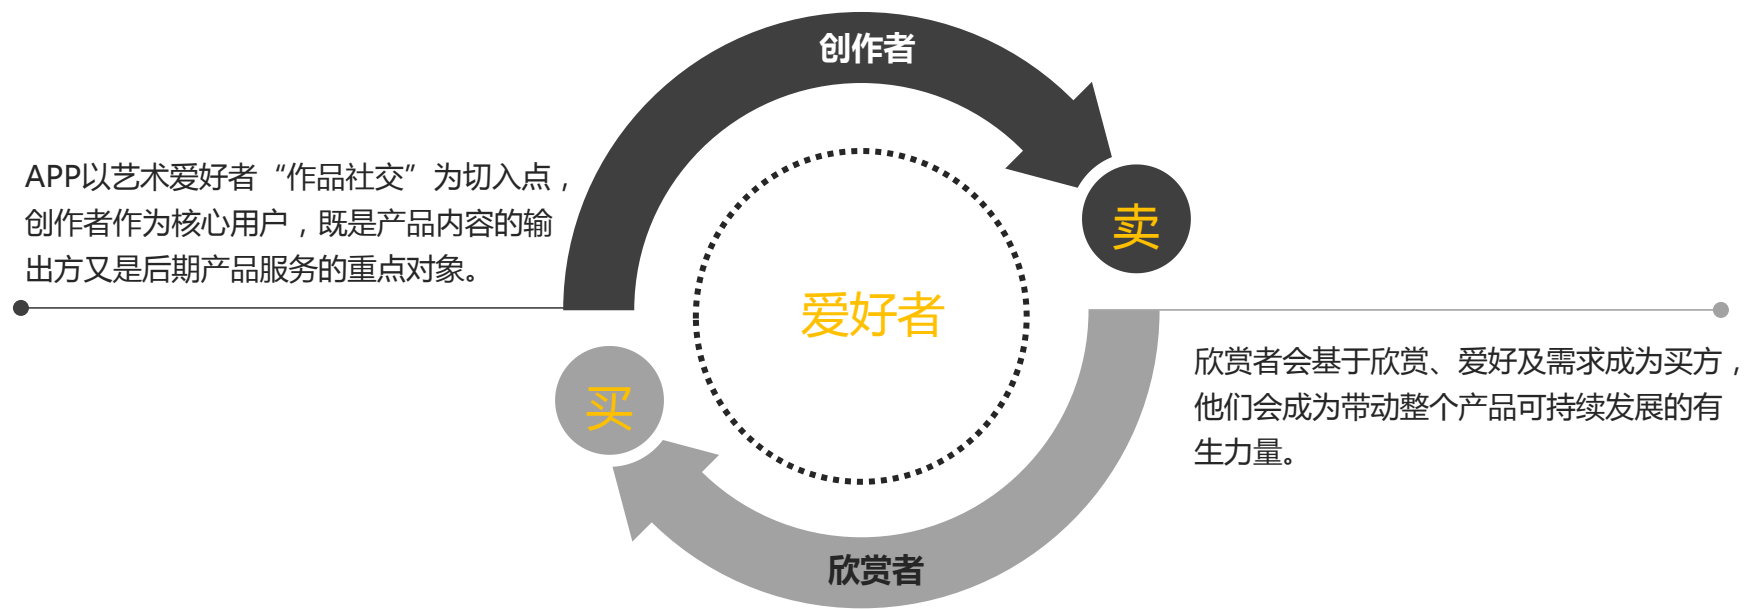 创作者
APP以艺术爱好者“作品社交”为切入点，
创作者作为核心用户，既是产品内容的输
出方又是后期产品服务的重点对象。
卖
爱好者
买
欣赏者会基于欣赏、爱好及需求成为买方，
他们会成为带动整个产品可持续发展的有
生力量。
欣赏者